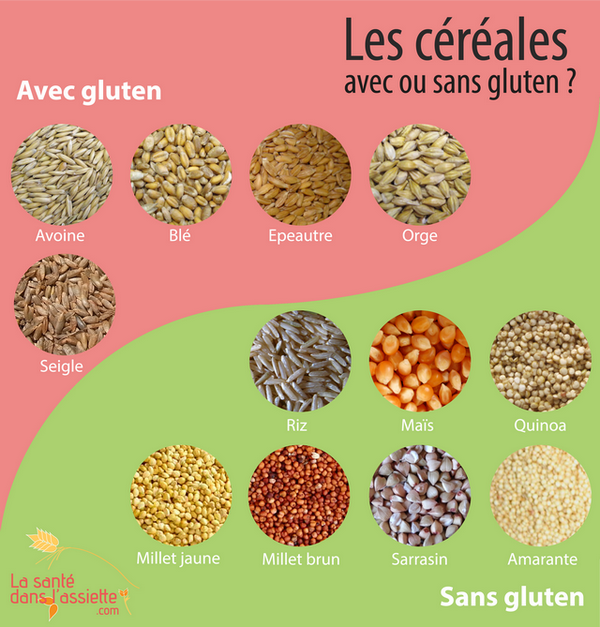 Les céréales
avec ou sans gluten ?
Avec gluten
Avoine
Blé
Epeautre
Orge
Seigle
Riz
Maïs
Quinoa
Millet jaune
Millet brun
Sarrasin
Amarante
La santé
dans l'assiette
.com
Sans gluten